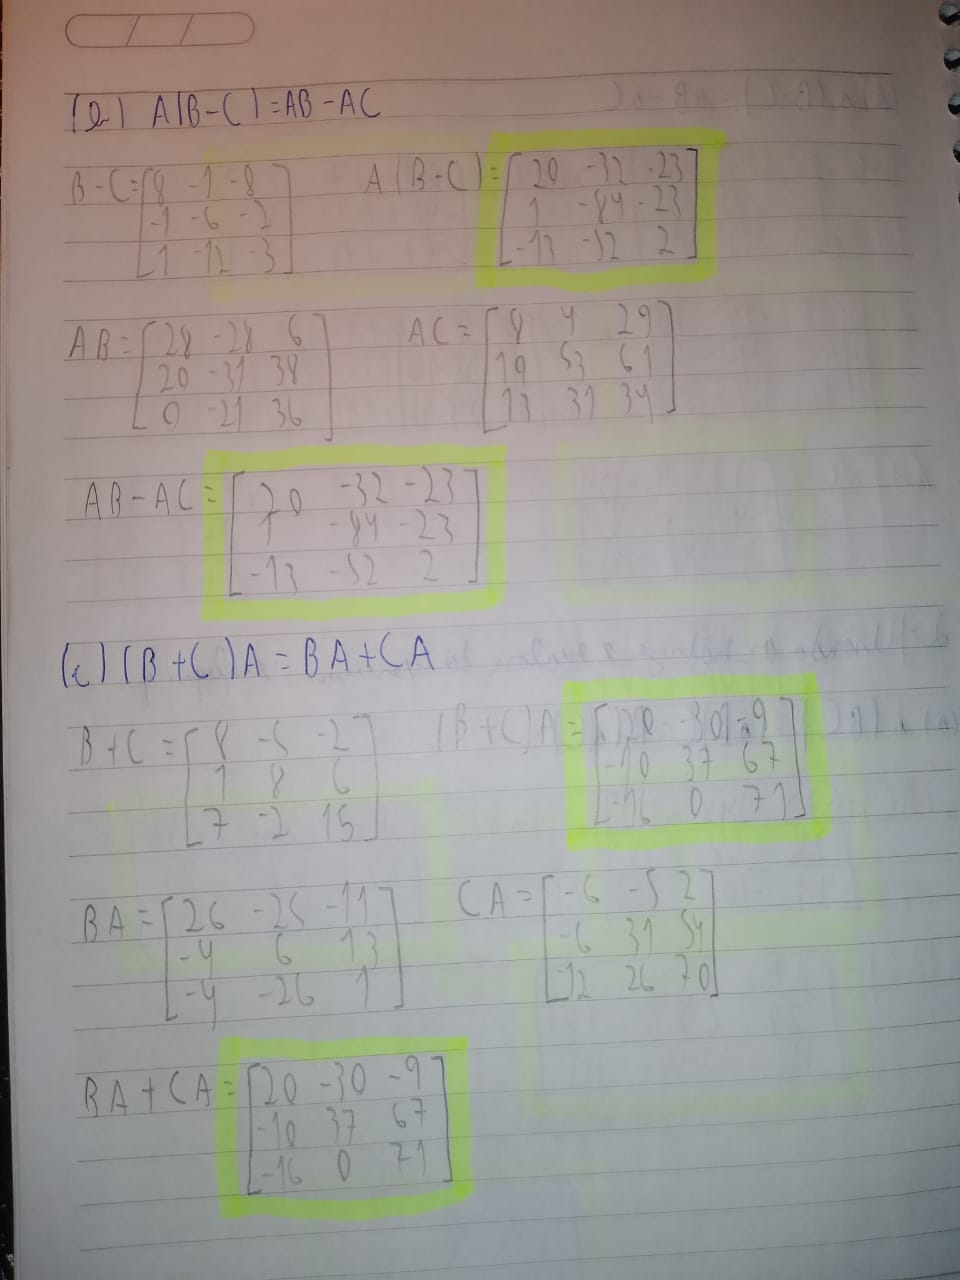 (b) A(B-C)=AB-AC
B-C=[8 -1 -8
-1 -6 -2
1 -12 -3]
A(B-C)=[20 -32 -23
1 -84 -23
-13 -52 2]
AB=[28 -28 6
20 -31 38
0 -21 36]
AC=[8 4 29
19 53 61
13 31 34]
AB-AC=[20 -32 -23
1 -84 -23
-13 -52 2]
(c) (B+C)A=BA+CA
B+C=[8 -5 -2
1 8 6
7 -2 15]
(B+C)A=[20 -30 -9
-10 37 67
-16 0 71]
BA=[26 -25 -11
-4 6 13
-4 -26 1]
CA=[-6 -5 2
-6 31 54
-12 26 70]
BA+CA=[20 -30 -9
-10 37 67
-16 0 71]